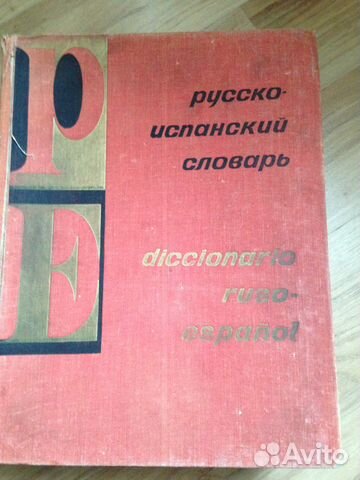 Р
Е
русско-
испанский
словарь
diccionario
ruso-
español
Avito